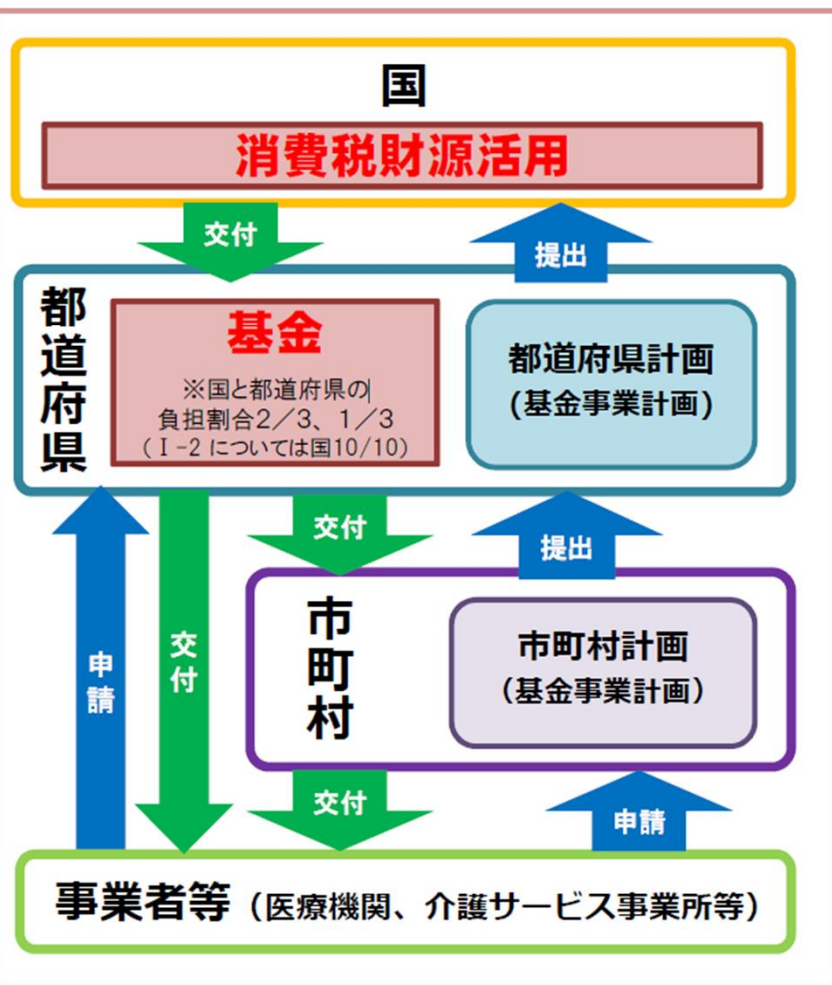 国
消費税財源活用
交付
提出
都道府県
基金
※国と都道府県の
負担割合2/3、1/3
(Ⅰ-2 については国10/10)
都道府県計画
(基金事業計画)
申請
交付
交付
提出
市町村
市町村計画
(基金事業計画)
交付
申請
事業者等(医療機関、介護サービス事業所等)